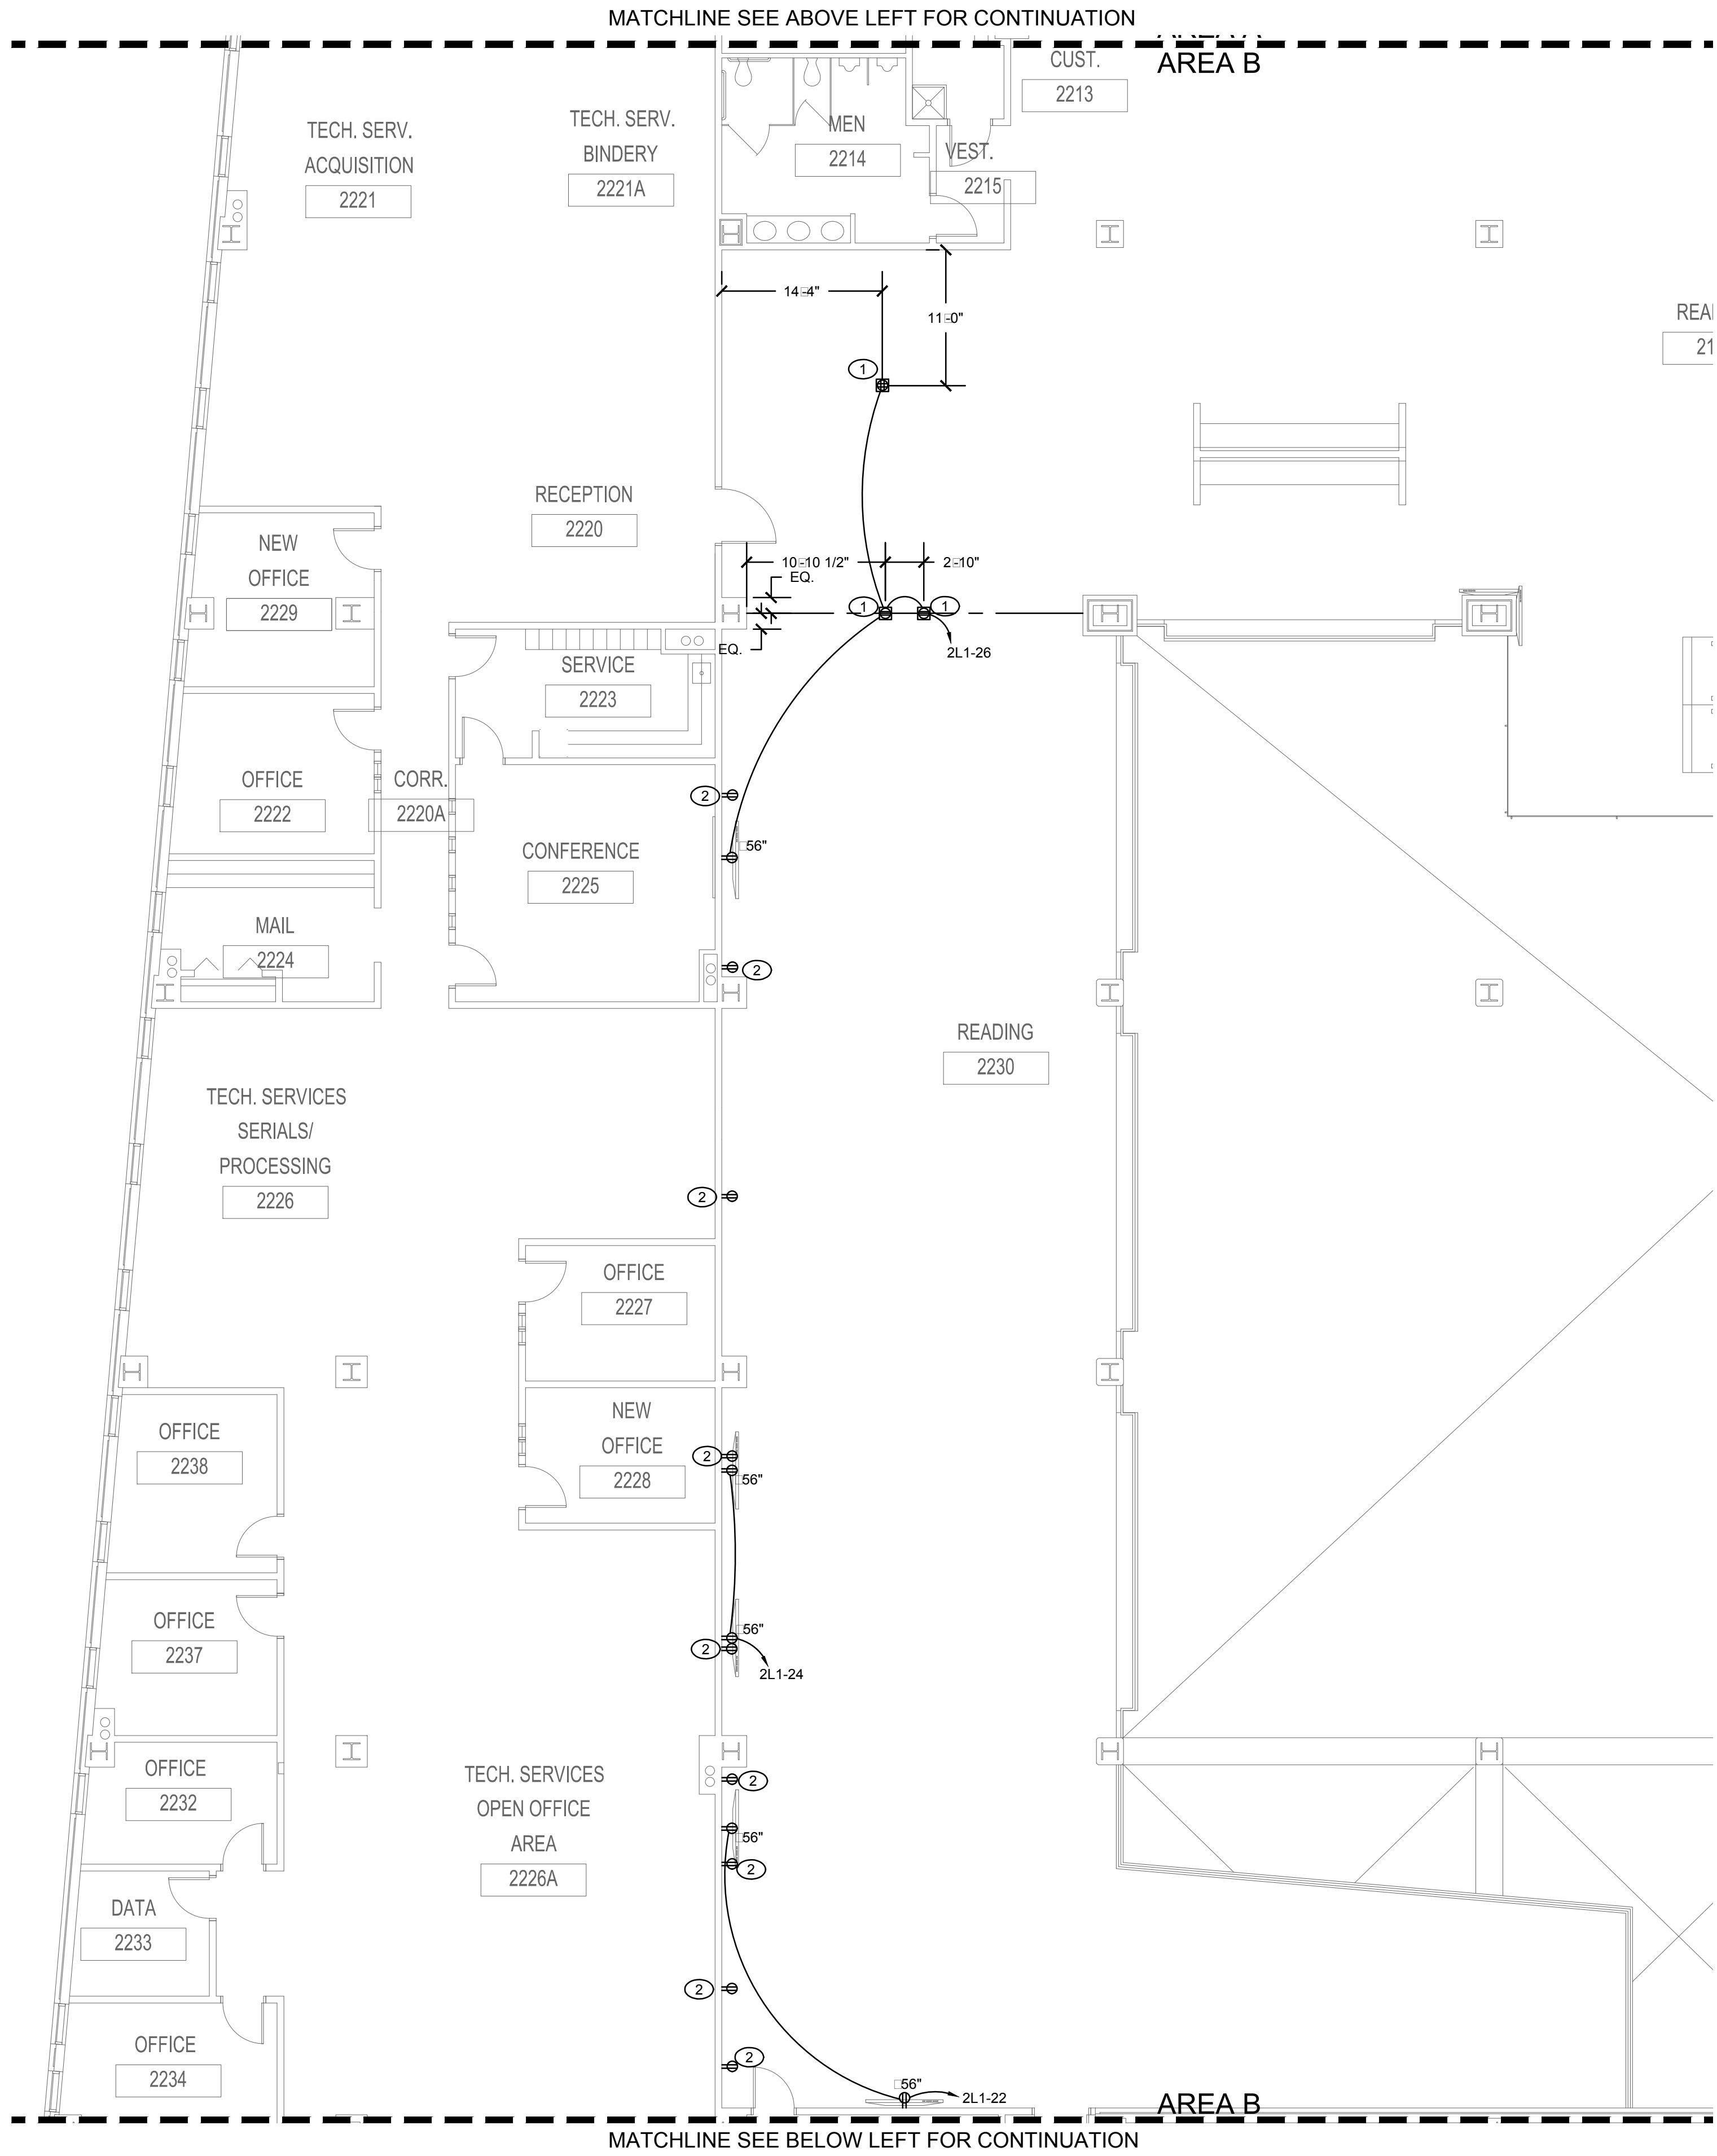 MATCHLINE SEE ABOVE LEFT FOR CONTINUATION
AREA B
CUST.
2213
TECH. SERV.
ACQUISITION
2221
TECH. SERV.
BINDERY
2221A
MEN
2214
VEST.
2215
14□-4"
11□-0"
1
RECEPTION
2220
NEW
OFFICE
2229
10□-10 1/2"
2□-10"
EQ.
1
1
EQ.
2L1-26
SERVICE
2223
OFFICE
2222
CORR.
2220A
2
□56"
CONFERENCE
2225
MAIL
2224
2
READING
2230
TECH. SERVICES
SERIALS/
PROCESSING
2226
2
OFFICE
2227
NEW
OFFICE
2228
2
□56"
OFFICE
2238
OFFICE
2237
□56"
2
2L1-24
OFFICE
2232
TECH. SERVICES
OPEN OFFICE
AREA
2226A
2
□56"
2
DATA
2233
2
OFFICE
2234
2
□56"
2L1-22
AREA B
MATCHLINE SEE BELOW LEFT FOR CONTINUATION